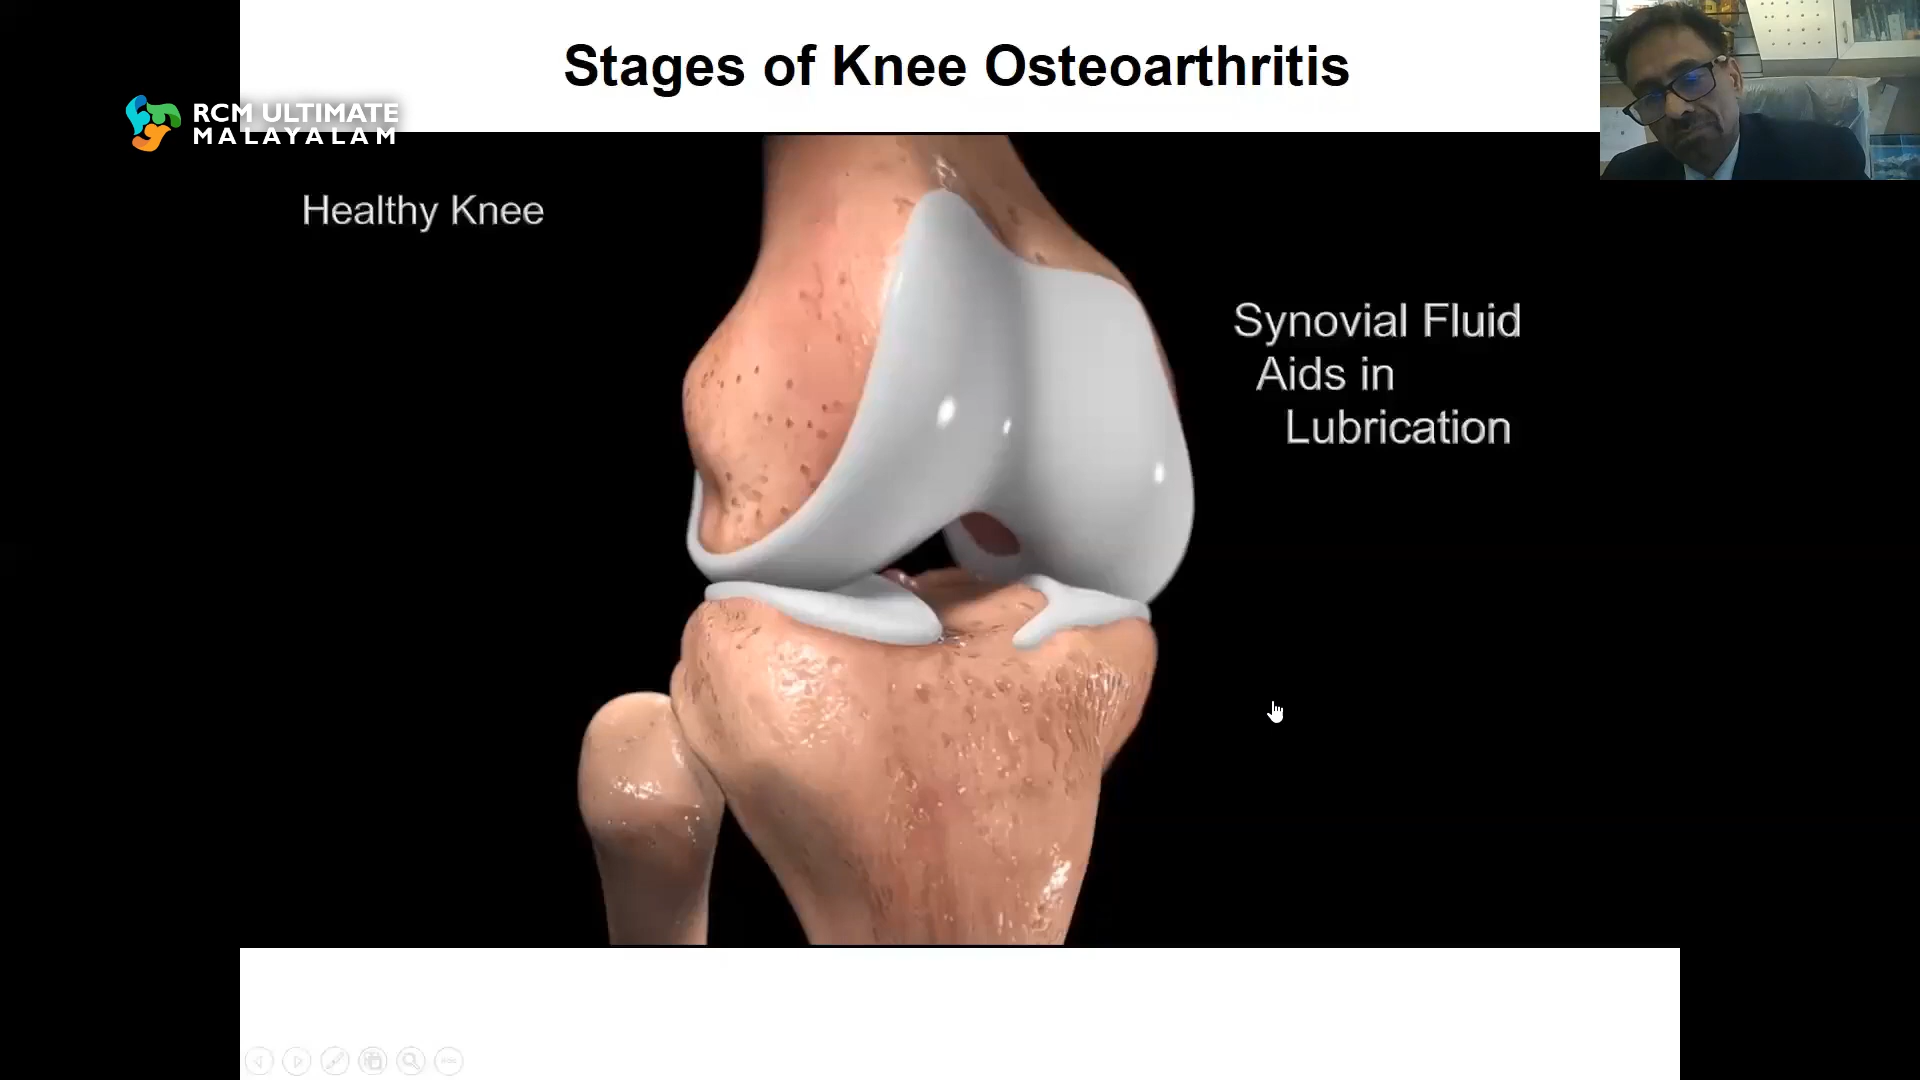 Stages of Knee Osteoarthritis
RCM ULTIMATE
MALAYALAM
Healthy Knee
Synovial Fluid
Aids in
Lubrication